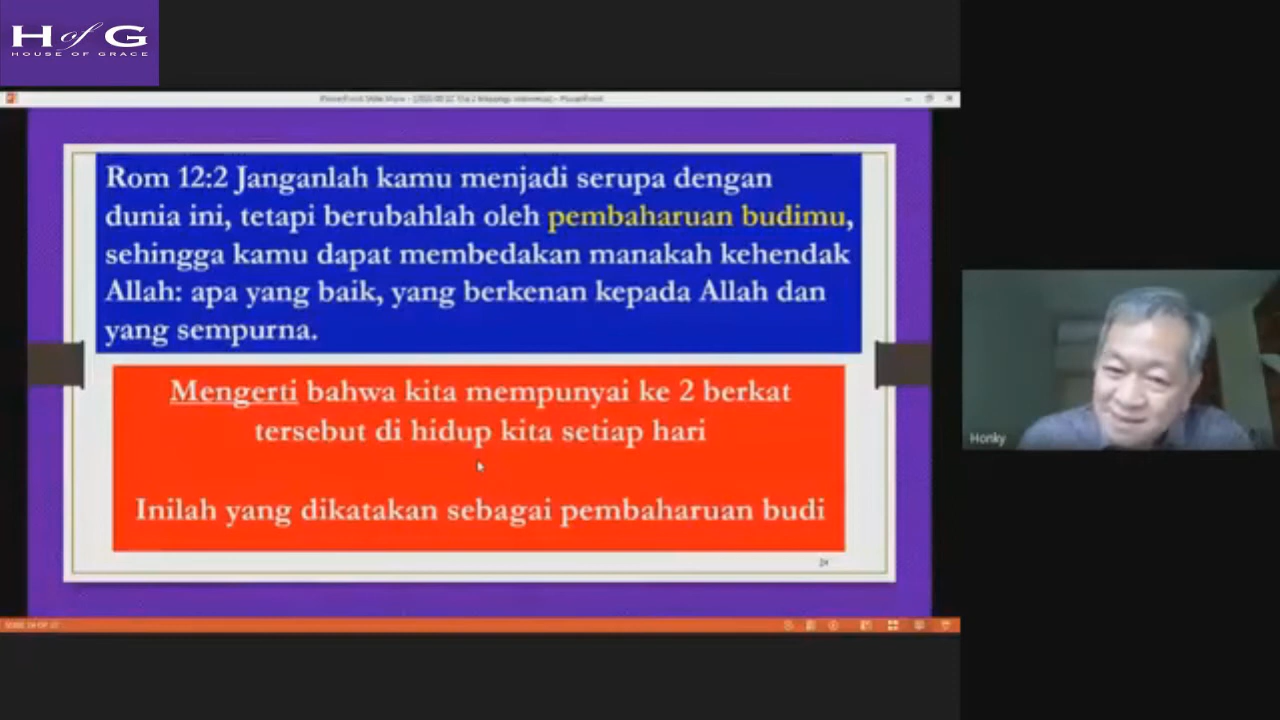 H of G
HOUSE OF GRACE
Rom 12:2 Janganlah kamu menjadi serupa dengan
dunia ini, tetapi berubahlah oleh pembaharuan budimu,
sehingga kamu dapat membedakan manakah kehendak
Allah: apa yang baik, yang berkenan kepada Allah dan
yang sempurna.
Mengerti bahwa kita mempunyai ke 2 berkat
tersebut di hidup kita setiap hari
Inilah yang dikatakan sebagai pembaharuan budi
24
Honky